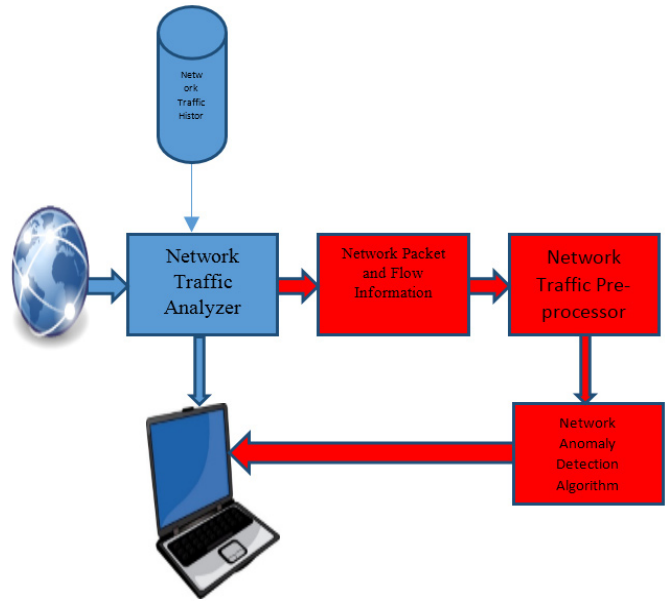 Netw
ork
Traffic
Histor
Network
Traffic
Analyzer
Network Packet
and Flow
Information
Network
Traffic Pre-
processor
Network
Anomaly
Detection
Algorithm